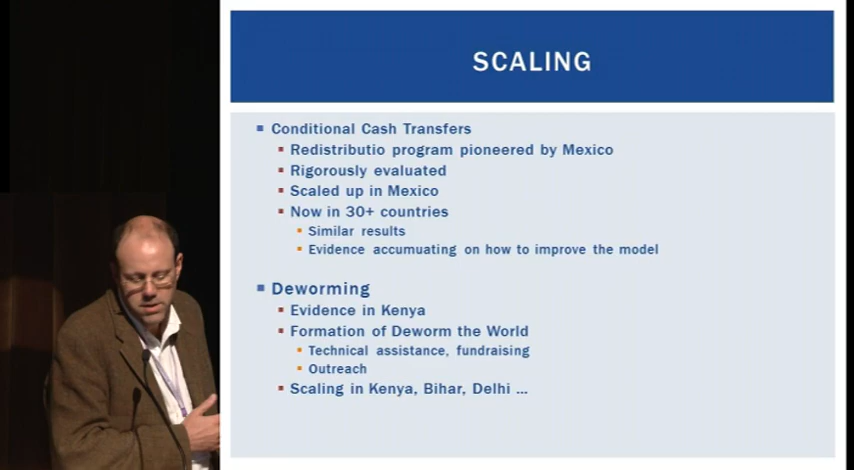 SCALING
Conditional Cash Transfers
Redistributio program pioneered by Mexico
Rigorously evaluated
Scaled up in Mexico
Now in 30+ countries
Similar results
Evidence accumuating on how to improve the model
Deworming
Evidence in Kenya
Formation of Deworm the World
Technical assistance, fundraising
Outreach
Scaling in Kenya, Bihar, Delhi ...